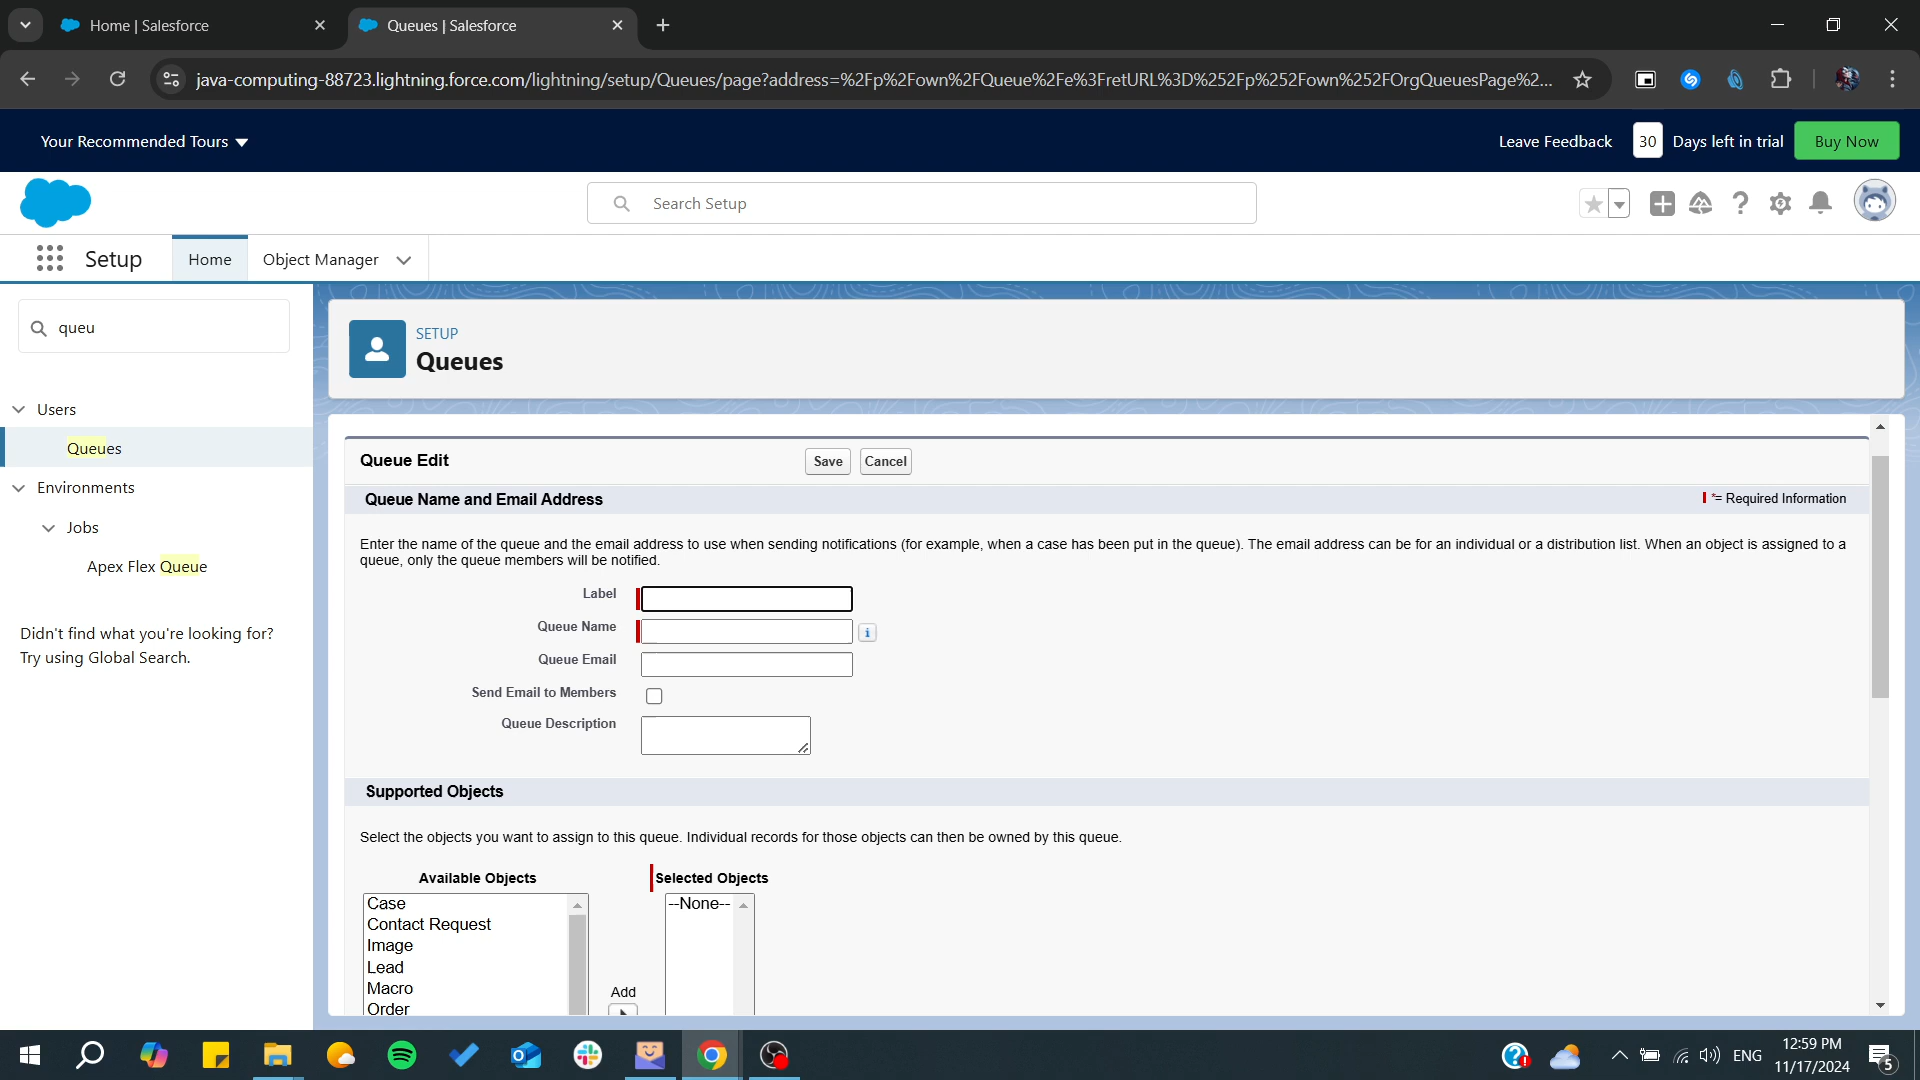 Home | Salesforce
Queues | Salesforce
java-computing-88723.lightning.force.com/lightning/setup/Queues/page?address=%2Fp%2Fown%2FQueue%2Fe%3FretURL%3D%252Fp%252Fown%252FOrgQueuesPage%2...
Your Recommended Tours
Leave Feedback
30 Days left in trial
Buy Now
Search Setup
Setup
Home
Object Manager
queu
SETUP
Queues
Users
Queues
Environments
Jobs
Apex Flex Queue
Didn't find what you're looking for?
Try using Global Search.
Queue Edit
Save
Cancel
Queue Name and Email Address
*= Required Information
Enter the name of the queue and the email address to use when sending notifications (for example, when a case has been put in the queue). The email address can be for an individual or a distribution list. When an object is assigned to a
queue, only the queue members will be notified.
Label
Queue Name
Queue Email
Send Email to Members
Queue Description
Supported Objects
Select the objects you want to assign to this queue. Individual records for those objects can then be owned by this queue.
Available Objects
Selected Objects
Case
Contact Request
Image
Lead
Macro
Order
--None--
Add
ENG
12:59 PM
11/17/2024
5